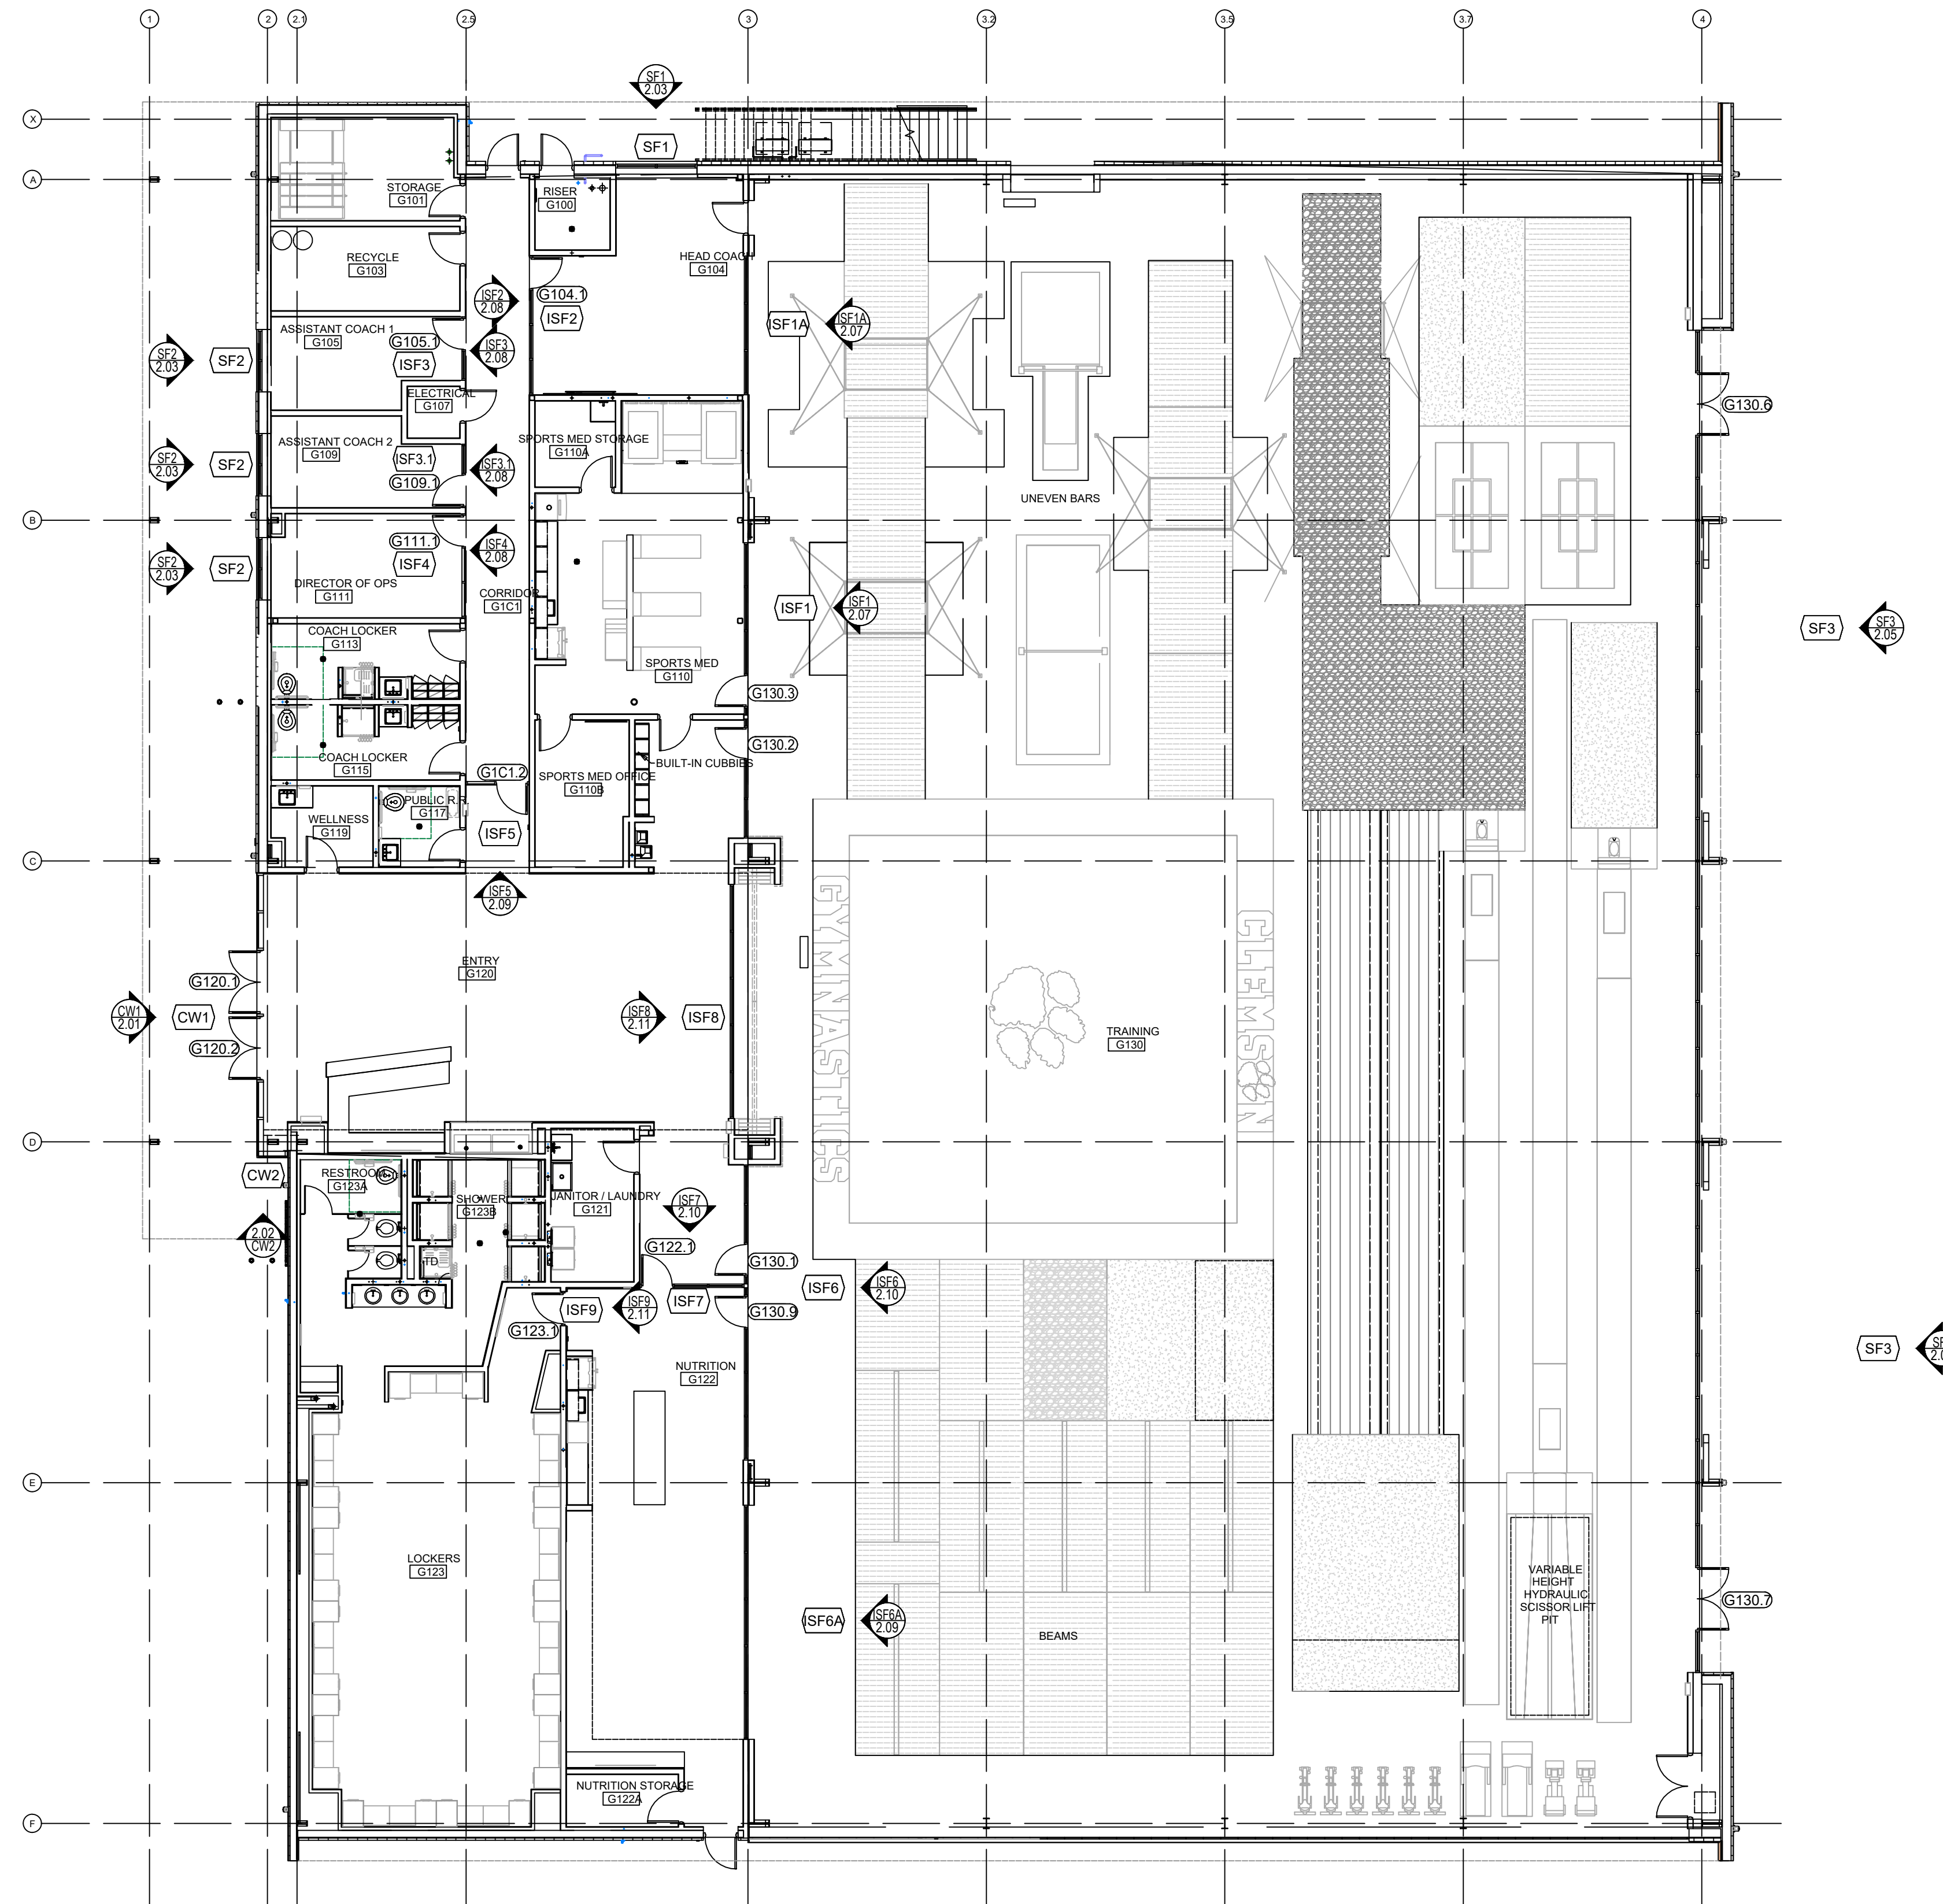 1
2
2.1
2.5
3
3.2
3.5
3.7
4
SF1
2.03
SF1
X
A
STORAGE
G101
RISER
G100
RECYCLE
G103
HEAD COACH
G104
G104.1
ISF2
2.08
ISF2
ISF1A
ISF1A
2.07
ASSISTANT COACH 1
G105
G105.1
ISF3
ISF3
2.08
SF2
2.03
SF2
ELECTRICAL
G107
G130.6
ASSISTANT COACH 2
G109
ISF3.1
G109.1
ISF3.1
2.08
SF2
2.03
SF2
SPORTS MED STORAGE
G110A
UNEVEN BARS
B
G111.1
ISF4
ISF4
2.08
SF2
2.03
SF2
DIRECTOR OF OPS
G111
CORRIDOR
G1C1
ISF1
ISF1
2.07
COACH LOCKER
G113
SF3
SF3
2.05
SPORTS MED
G110
G130.3
G130.2
COACH LOCKER
G115
G1C1.2
SPORTS MED OFFICE
G110B
BUILT-IN CUBBIES
PUBLIC R.R.
G117
WELLNESS
G119
ISF5
C
ISF5
2.09
ENTRY
G120
G120.1
CW1
2.01
CW1
G120.2
ISF8
2.11
ISF8
GYMNASTICS
TRAINING
G130
CLEMSON
D
CW2
RESTROOM
G123A
SHOWER
G123B
JANITOR / LAUNDRY
G121
ISF7
2.10
2.02
CW2
TD
G122.1
G130.1
ISF6
ISF6
2.10
ISF9
ISF9
2.11
ISF7
G130.9
G123.1
NUTRITION
G122
SF3
E
LOCKERS
G123
VARIABLE
HEIGHT
HYDRAULIC
SCISSOR LIFT
PIT
G130.7
ISF6A
ISF6A
2.09
BEAMS
NUTRITION STORAGE
G122A
F